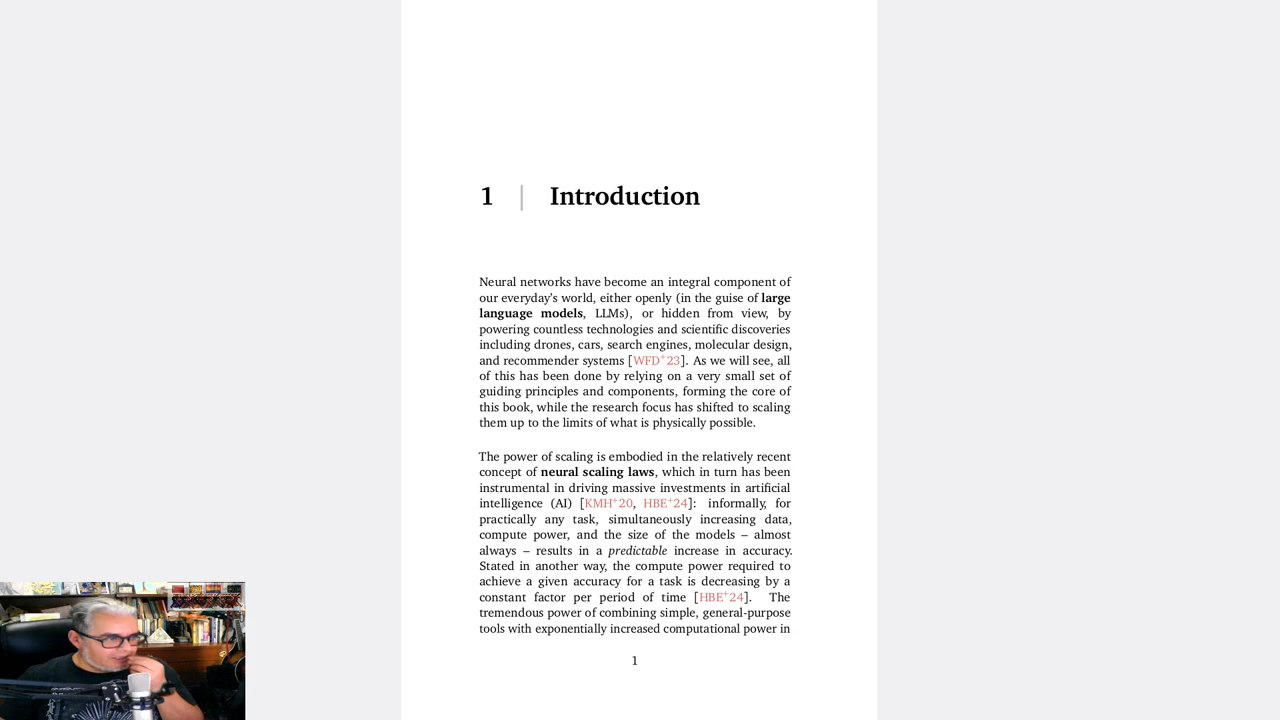 1 | Introduction
Neural networks have become an integral component of
our everyday's world, either openly (in the guise of large
language models, LLMs), or hidden from view, by
powering countless technologies and scientific discoveries
including drones, cars, search engines, molecular design,
and recommender systems [WFD+23]. As we will see, all
of this has been done by relying on a very small set of
guiding principles and components, forming the core of
this book, while the research focus has shifted to scaling
them up to the limits of what is physically possible.
The power of scaling is embodied in the relatively recent
concept of neural scaling laws, which in turn has been
instrumental in driving massive investments in artificial
intelligence (AI) [KMH+20, HBE+24]: informally, for
practically any task, simultaneously increasing data,
compute power, and the size of the models – almost
always – results in a predictable increase in accuracy.
Stated in another way, the compute power required to
achieve a given accuracy for a task is decreasing by a
constant factor per period of time [HBE+24]. The
tremendous power of combining simple, general-purpose
tools with exponentially increased computational power in
1